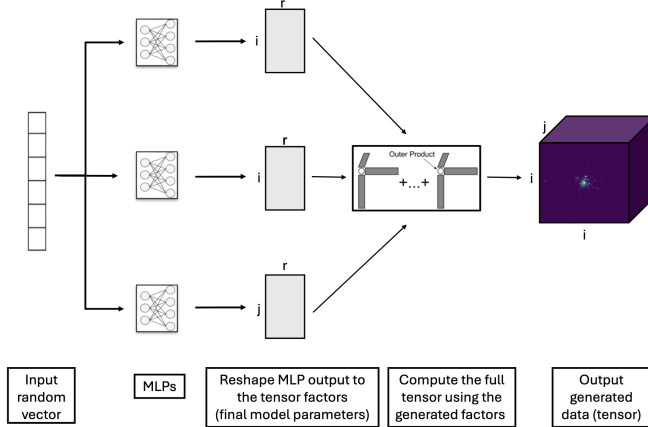 r
i
r
i
r
j
Outer Product
+...+
j
i
i
Input
random
vector
MLPs
Reshape MLP output to
the tensor factors
(final model parameters)
Compute the full
tensor using the
generated factors
Output
generated
data (tensor)